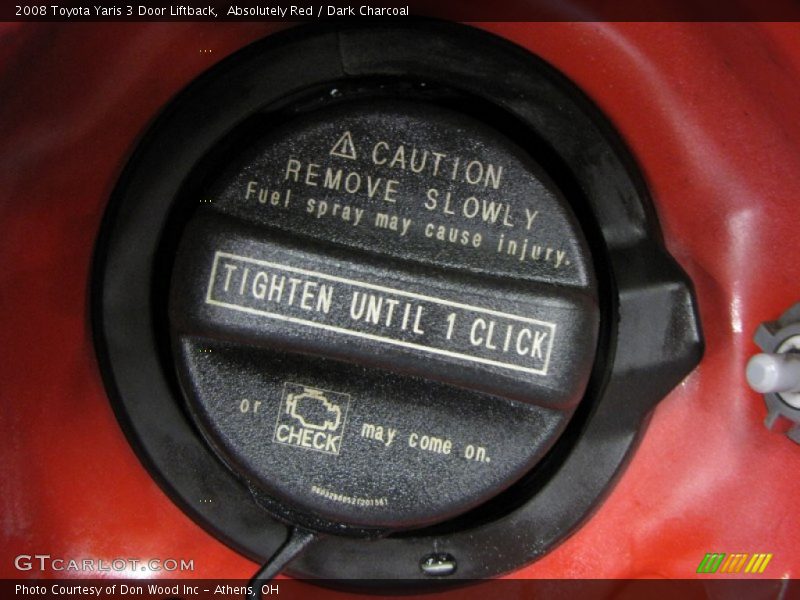 2008 Toyota Yaris 3 Door Liftback,  Absolutely Red / Dark Charcoal
⚠ CAUTION
REMOVE SLOWLY
Fuel spray may cause injury.
TIGHTEN UNTIL 1 CLICK
or CHECK may come on.
GTCARLOT.COM
Photo Courtesy of Don Wood Inc - Athens, OH